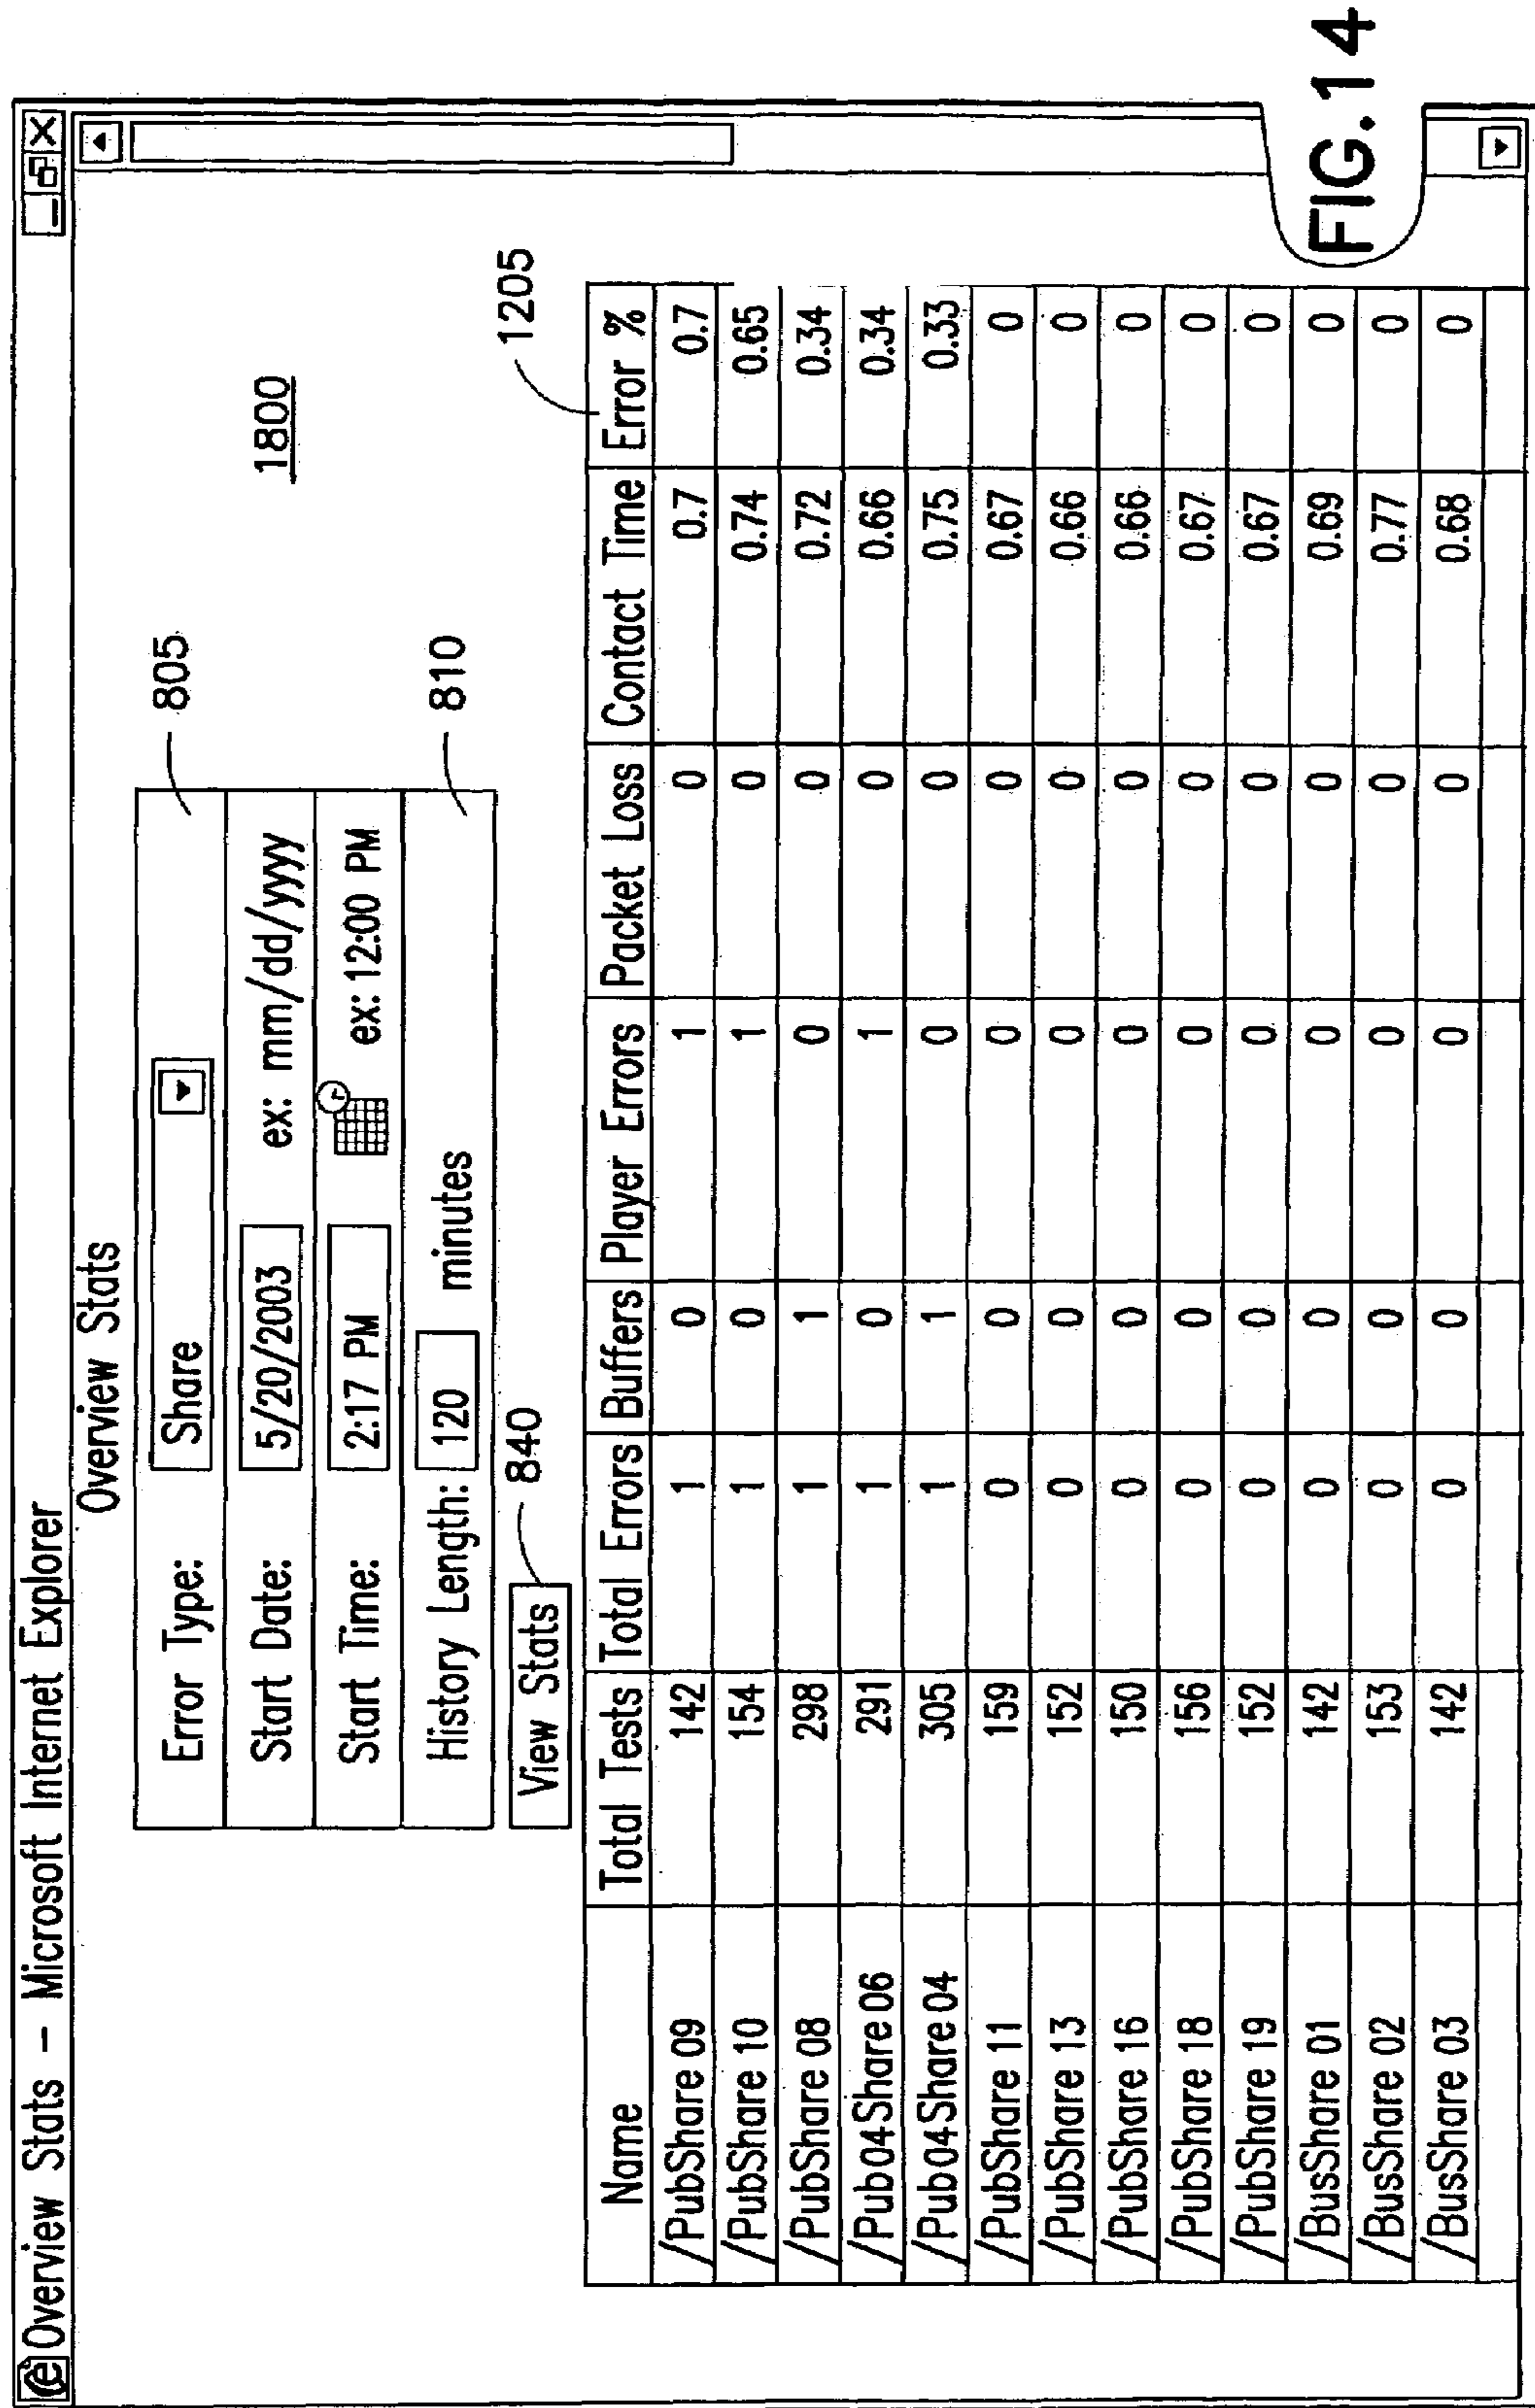 Overview Stats - Microsoft Internet Explorer
Overview Stats
Error Type: Share
805
Start Date: 5/20/2003 ex: mm/dd/yyyy
1800
Start Time: 2:17 PM ex: 12:00 PM
History Length: 120 minutes
810
View Stats
840
1205
Name Total Tests Total Errors Buffers Player Errors Packet Loss Contact Time Error %
/PubShare 09 142 1 0 1 0 0.7 0.7
/PubShare 10 154 1 0 1 0 0.74 0.65
/PubShare 08 298 1 1 0 0 0.72 0.34
/Pub04Share 06 291 1 0 1 0 0.66 0.34
/Pub04Share 04 305 1 1 0 0 0.75 0.33
/PubShare 11 159 0 0 0 0 0.67 0
/PubShare 13 152 0 0 0 0 0.66 0
/PubShare 16 150 0 0 0 0 0.66 0
/PubShare 18 156 0 0 0 0 0.67 0
/PubShare 19 152 0 0 0 0 0.67 0
/BusShare 01 142 0 0 0 0 0.69 0
/BusShare 02 153 0 0 0 0 0.77 0
/BusShare 03 142 0 0 0 0 0.68 0
FIG.14